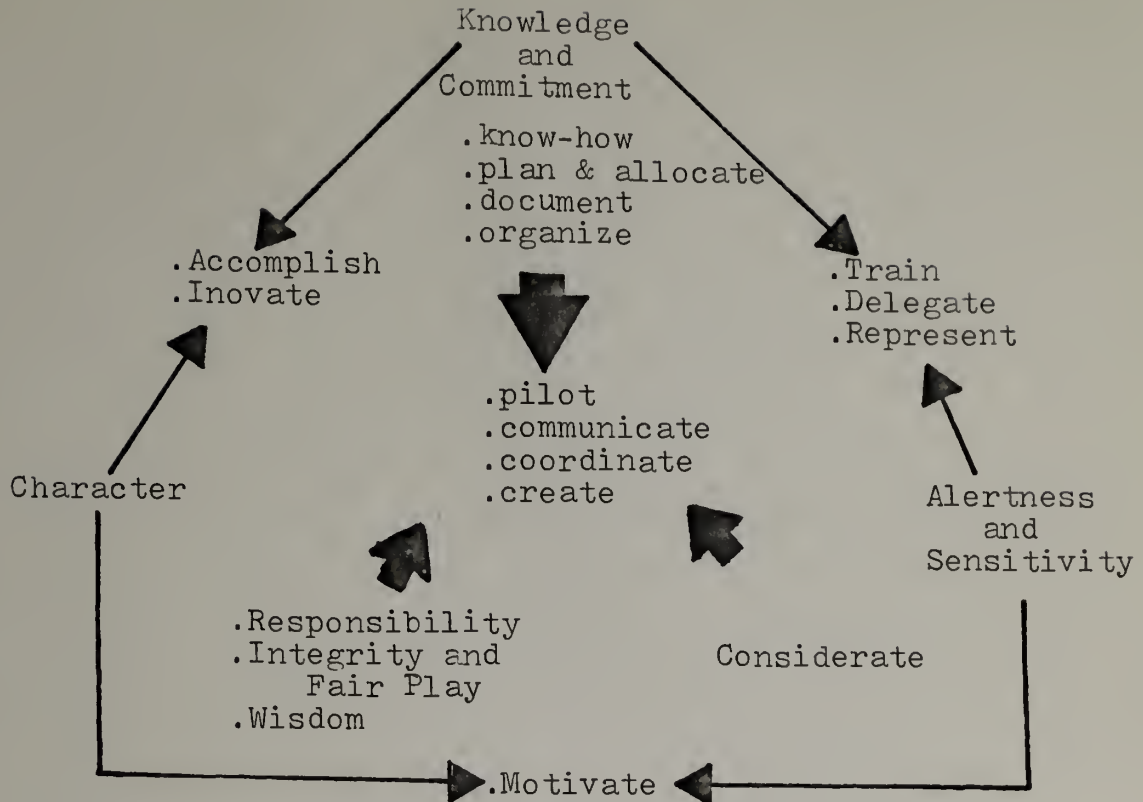 Knowledge
and
Commitment
.know-how
.plan & allocate
.document
.organize
.Accomplish
.Inovate
.Train
.Delegate
.Represent
.pilot
.communicate
.coordinate
.create
Character
Alertness
and
Sensitivity
.Responsibility
.Integrity and
Fair Play
.Wisdom
Considerate
.Motivate